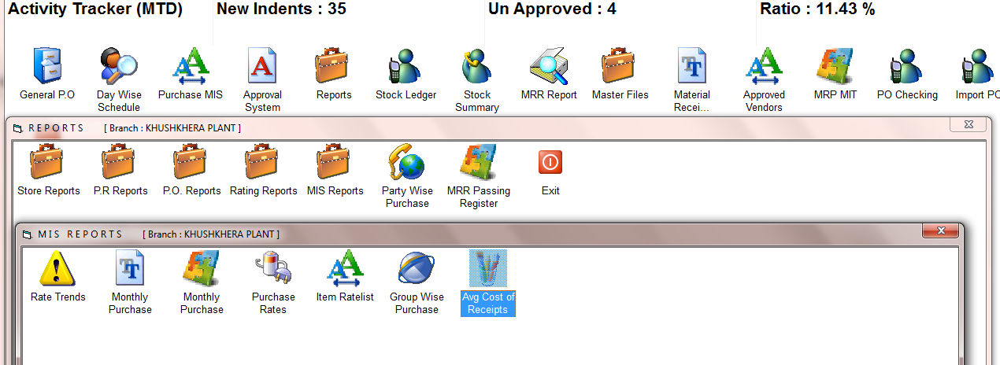 Activity Tracker (MTD) New Indents : 35 Un Approved : 4 Ratio : 11.43 %
General P.O Day Wise Purchase MIS Approval Reports Stock Ledger Stock MRR Report Master Files Material Approved MRP MIT PO Checking Import PO
Schedule System Summary Recei... Vendors
REPORTS [ Branch : KHUSHKHERA PLANT ]
Store Reports P.R Reports P.O. Reports Rating Reports MIS Reports Party Wise MRR Passing Exit
Purchase Register
MIS REPORTS [ Branch : KHUSHKHERA PLANT ]
Rate Trends Monthly Monthly Purchase Item Ratelist Group Wise Avg Cost of
Purchase Purchase Rates Purchase Receipts